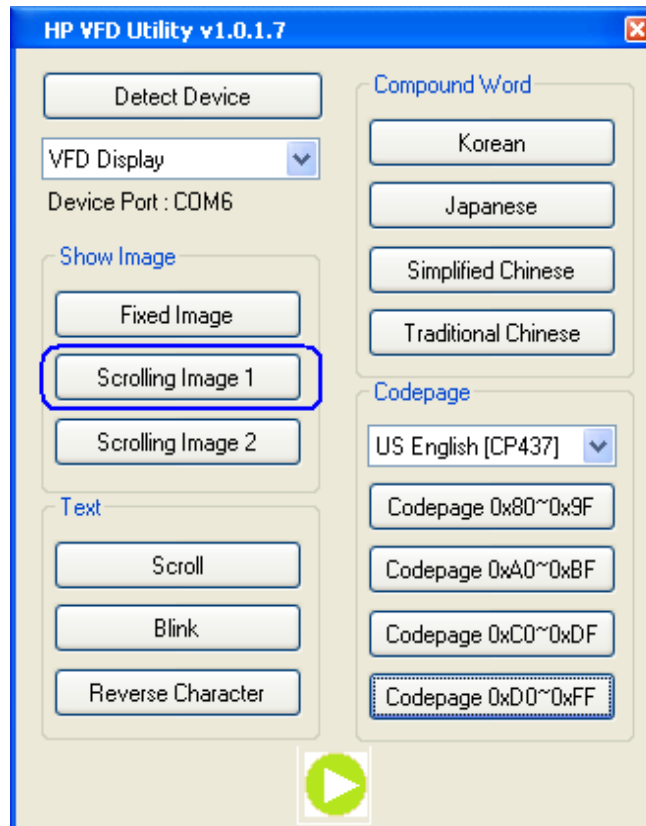 HP VFD Utility v1.0.1.7
Detect Device
VFD Display
Device Port : COM6
Show Image
Fixed Image
Scrolling Image 1
Scrolling Image 2
Text
Scroll
Blink
Reverse Character
Compound Word
Korean
Japanese
Simplified Chinese
Traditional Chinese
Codepage
US English [CP437]
Codepage 0x80~0x9F
Codepage 0xA0~0xBF
Codepage 0xC0~0xDF
Codepage 0xD0~0xFF